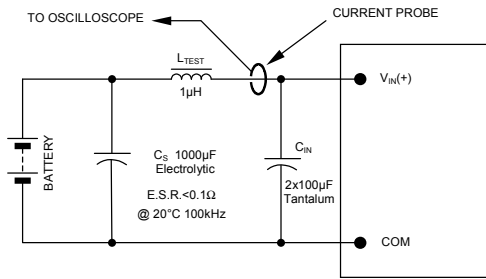 TO OSCILLOSCOPE
CURRENT PROBE
LTEST
1µH
VIN(+)
BATTERY
CS 1000µF
Electrolytic
E.S.R.<0.1Ω
@ 20°C 100kHz
CIN
2x100µF
Tantalum
COM